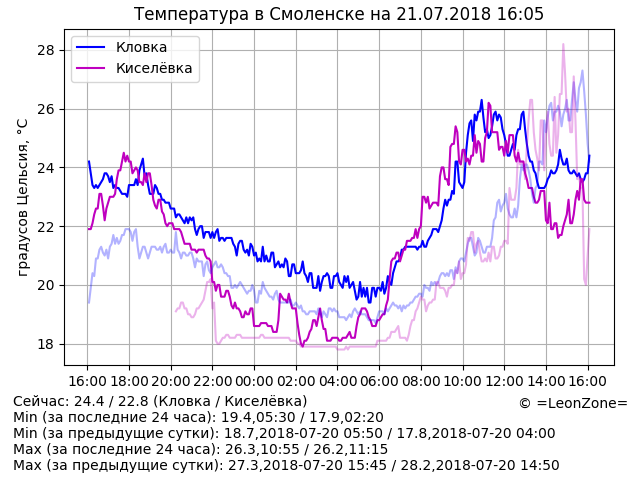 Температура в Смоленске на 21.07.2018 16:05
Кловка
Киселёвка
градусов Цельсия, °C
28
26
24
22
20
18
16:00 18:00 20:00 22:00 00:00 02:00 04:00 06:00 08:00 10:00 12:00 14:00 16:00
Сейчас: 24.4 / 22.8 (Кловка / Киселёвка)
© =LeonZone=
Min (за последние 24 часа): 19.4,05:30 / 17.9,02:20
Min (за предыдущие сутки): 18.7,2018-07-20 05:50 / 17.8,2018-07-20 04:00
Max (за последние 24 часа): 26.3,10:55 / 26.2,11:15
Max (за предыдущие сутки): 27.3,2018-07-20 15:45 / 28.2,2018-07-20 14:50